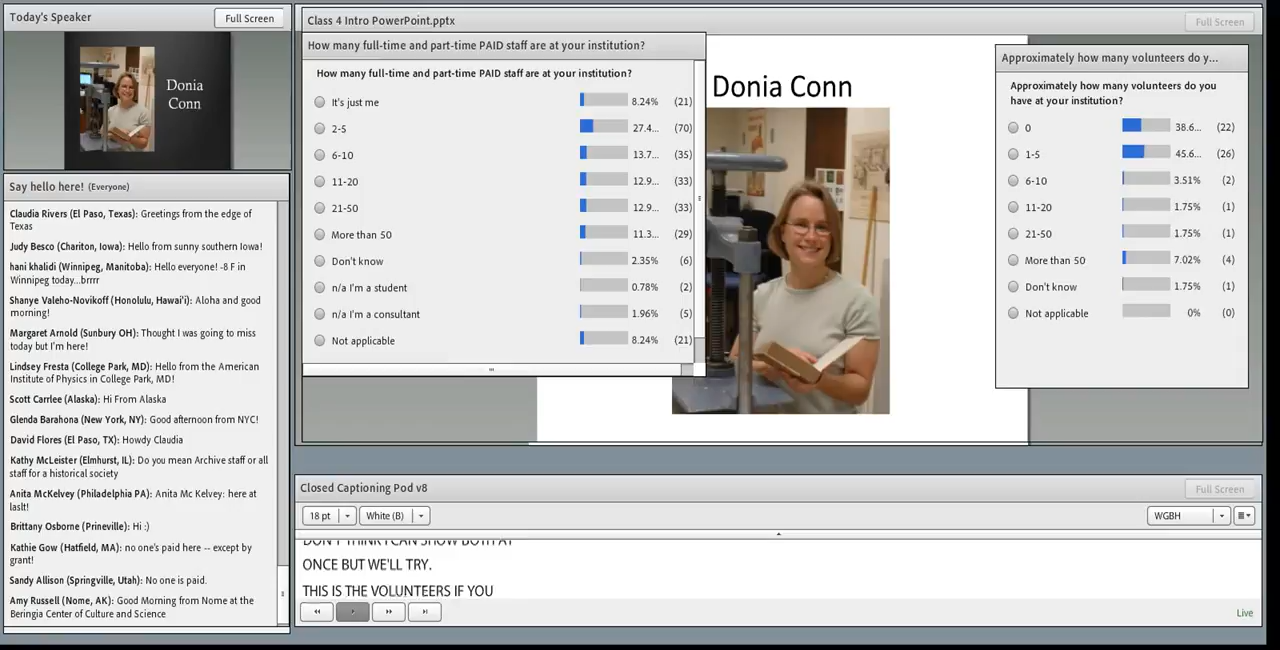 Today's Speaker
Full Screen
Donia
Conn
Say hello here! (Everyone)
Claudia Rivers (El Paso, Texas): Greetings from the edge of
Texas
Judy Besco (Chariton, Iowa): Hello from sunny southern Iowa!
hani khalidi (Winnipeg, Manitoba): Hello everyone! -8 F in
Winnipeg today...brrrr
Shanye Valeho-Novikoff (Honolulu, Hawai'i): Aloha and good
morning!
Margaret Arnold (Sunbury OH): Thought I was going to miss
today but I'm here!
Lindsey Fresta (College Park, MD): Hello from the American
Institute of Physics in College Park, MD!
Scott Carrlee (Alaska): Hi From Alaska
Glenda Barahona (New York, NY): Good afternoon from NYC!
David Flores (El Paso, TX): Howdy Claudia
Kathy McLeister (Elmhurst, IL): Do you mean Archive staff or all
staff for a historical society
Anita McKelvey (Philadelphia PA): Anita Mc Kelvey: here at
laslt!
Brittany Osborne (Prineville): Hi :)
Kathie Gow (Hatfield, MA): no one's paid here -- except by
grant!
Sandy Allison (Springville, Utah): No one is paid.
Amy Russell (Nome, AK): Good Morning from Nome at the
Beringia Center of Culture and Science
Class 4 Intro PowerPoint.pptx
Full Screen
How many full-time and part-time PAID staff are at your institution?
How many full-time and part-time PAID staff are at your institution?
It's just me 8.24% (21)
2-5 27.4... (70)
6-10 13.7... (35)
11-20 12.9... (33)
21-50 12.9... (33)
More than 50 11.3... (29)
Don't know 2.35% (6)
n/a I'm a student 0.78% (2)
n/a I'm a consultant 1.96% (5)
Not applicable 8.24% (21)
Donia Conn
Approximately how many volunteers do y...
Approximately how many volunteers do you
have at your institution?
0 38.6... (22)
1-5 45.6... (26)
6-10 3.51% (2)
11-20 1.75% (1)
21-50 1.75% (1)
More than 50 7.02% (4)
Don't know 1.75% (1)
Not applicable 0% (0)
Closed Captioning Pod v8
Full Screen
18 pt White (B) WGBH
DON'T THINK I CAN SHOW BOTH AT
ONCE BUT WE'LL TRY.
THIS IS THE VOLUNTEERS IF YOU
Live